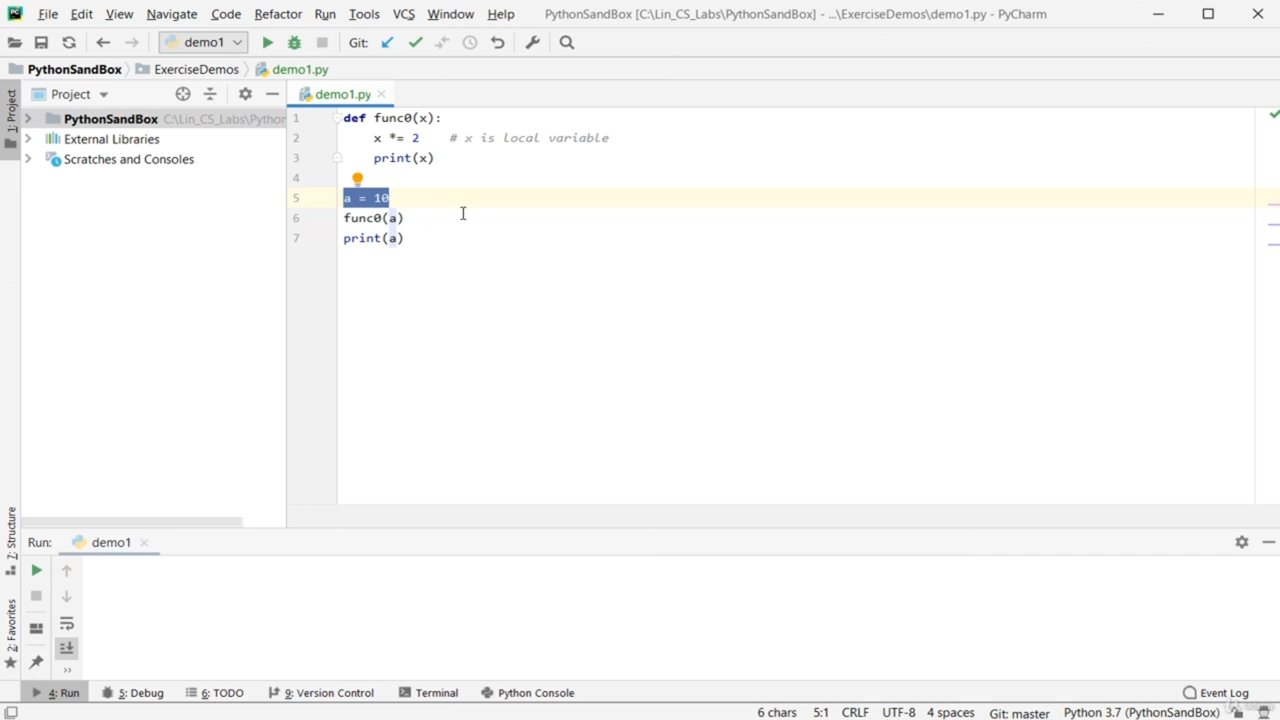 File Edit View Navigate Code Refactor Run Tools VCS Window Help PythonSandBox [C:\Lin_CS_Labs\PythonSandBox] - ...\ExerciseDemos\demo1.py - PyCharm
demo1 Git:
PythonSandBox ExerciseDemos demo1.py
1: Project
Project
demo1.py
PythonSandBox C:\Lin_CS_Labs\Python
External Libraries
Scratches and Consoles
1 def func0(x):
2 x *= 2 # x is local variable
3 print(x)
4
5 a = 10
6 func0(a)
7 print(a)
Z: Structure
2: Favorites
Run: demo1
4: Run 5: Debug 6: TODO 9: Version Control Terminal Python Console Event Log
6 chars 5:1 CRLF UTF-8 4 spaces Git: master Python 3.7 (PythonSandBox)